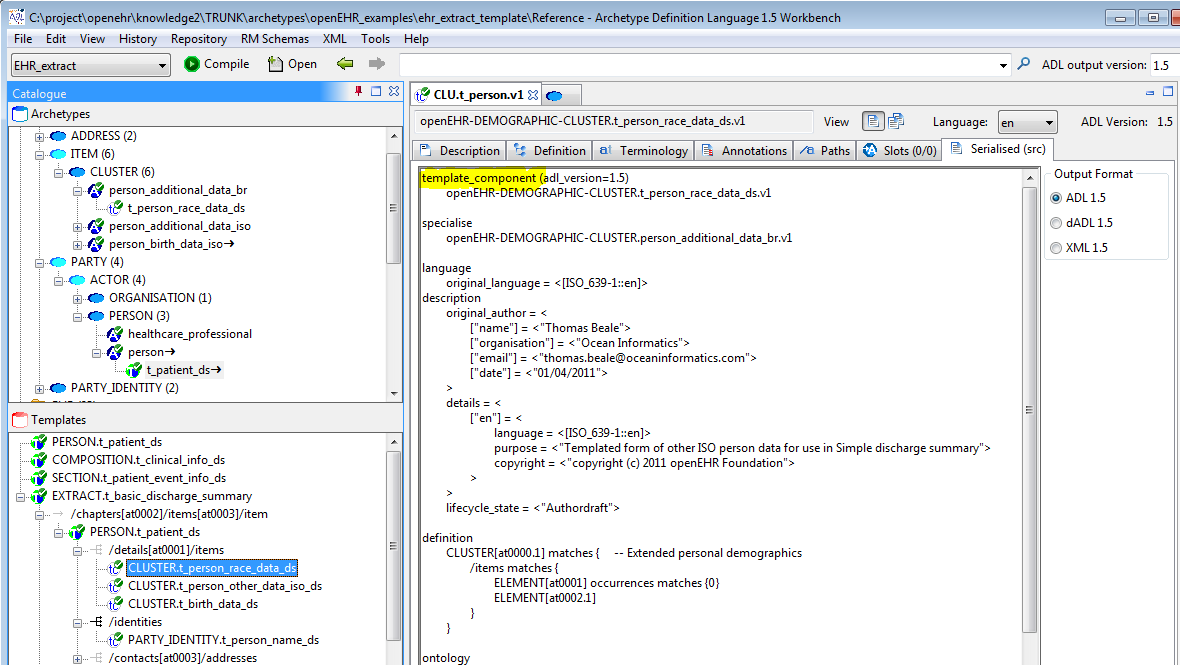 C:\project\openehr\knowledge2\TRUNK\archetypes\openEHR_examples\ehr_extract_template\Reference - Archetype Definition Language 1.5 Workbench
File Edit View History Repository RM Schemas XML Tools Help
EHR_extract Compile Open ADL output version: 1.5
Catalogue
Archetypes
ADDRESS (2)
ITEM (6)
CLUSTER (6)
person_additional_data_br
t_person_race_data_ds
person_additional_data_iso
person_birth_data_iso→
PARTY (4)
ACTOR (4)
ORGANISATION (1)
PERSON (3)
healthcare_professional
person→
t_patient_ds→
PARTY_IDENTITY (2)
Templates
PERSON.t_patient_ds
COMPOSITION.t_clinical_info_ds
SECTION.t_patient_event_info_ds
EXTRACT.t_basic_discharge_summary
/chapters[at0002]/items[at0003]/item
PERSON.t_patient_ds
/details[at0001]/items
CLUSTER.t_person_race_data_ds
CLUSTER.t_person_other_data_iso_ds
CLUSTER.t_birth_data_ds
/identities
PARTY_IDENTITY.t_person_name_ds
/contacts[at0003]/addresses
CLU.t_person.v1
openEHR-DEMOGRAPHIC-CLUSTER.t_person_race_data_ds.v1 View Language: en ADL Version: 1.5
Description Definition Terminology Annotations Paths Slots (0/0) Serialised (src)
template_component (adl_version=1.5)
openEHR-DEMOGRAPHIC-CLUSTER.t_person_race_data_ds.v1
specialise
openEHR-DEMOGRAPHIC-CLUSTER.person_additional_data_br.v1
language
original_language = <[ISO_639-1::en]>
description
original_author = <
["name"] = <"Thomas Beale">
["organisation"] = <"Ocean Informatics">
["email"] = <"thomas.beale@oceaninformatics.com">
["date"] = <"01/04/2011">
>
details = <
["en"] = <
language = <[ISO_639-1::en]>
purpose = <"Templated form of other ISO person data for use in Simple discharge summary">
copyright = <"copyright (c) 2011 openEHR Foundation">
>
>
lifecycle_state = <"Authordraft">
definition
CLUSTER[at0000.1] matches { -- Extended personal demographics
/items matches {
ELEMENT[at0001] occurrences matches {0}
ELEMENT[at0002.1]
}
}
ontology
Output Format
ADL 1.5
dADL 1.5
XML 1.5